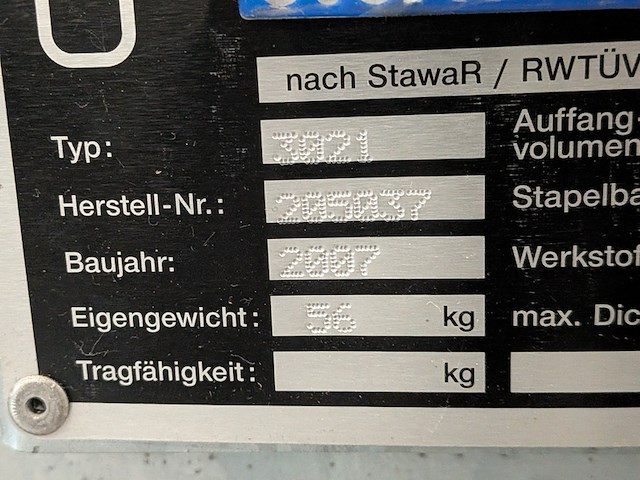 nach StawaR / RWTÜV
Typ: 3021
Auffang-
volumen
Herstell-Nr.: 205037
Stapelba
Baujahr: 2007
Werkstof
Eigengewicht: 56 kg
max. Dic
Tragfähigkeit: kg